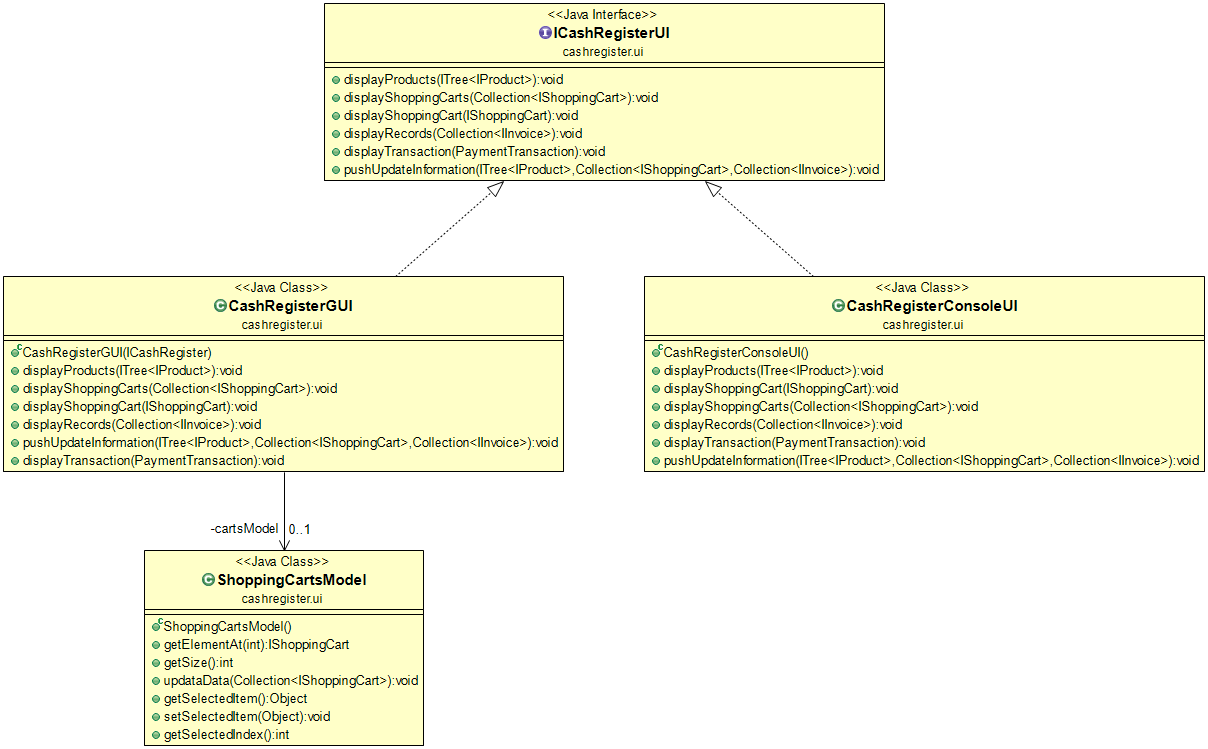 <<Java Interface>>
ICashRegisterUI
cashregister.ui
displayProducts(ITree<IProduct>):void
displayShoppingCarts(Collection<IShoppingCart>):void
displayShoppingCart(IShoppingCart):void
displayRecords(Collection<IInvoice>):void
displayTransaction(PaymentTransaction):void
pushUpdateInformation(ITree<IProduct>,Collection<IShoppingCart>,Collection<IInvoice>):void
<<Java Class>>
CashRegisterGUI
cashregister.ui
CashRegisterGUI(ICashRegister)
displayProducts(ITree<IProduct>):void
displayShoppingCarts(Collection<IShoppingCart>):void
displayShoppingCart(IShoppingCart):void
displayRecords(Collection<IInvoice>):void
pushUpdateInformation(ITree<IProduct>,Collection<IShoppingCart>,Collection<IInvoice>):void
displayTransaction(PaymentTransaction):void
<<Java Class>>
CashRegisterConsoleUI
cashregister.ui
CashRegisterConsoleUI()
displayProducts(ITree<IProduct>):void
displayShoppingCart(IShoppingCart):void
displayShoppingCarts(Collection<IShoppingCart>):void
displayRecords(Collection<IInvoice>):void
displayTransaction(PaymentTransaction):void
pushUpdateInformation(ITree<IProduct>,Collection<IShoppingCart>,Collection<IInvoice>):void
-cartsModel 0..1
<<Java Class>>
ShoppingCartsModel
cashregister.ui
ShoppingCartsModel()
getElementAt(int):IShoppingCart
getSize():int
updataData(Collection<IShoppingCart>):void
getSelectedItem():Object
setSelectedItem(Object):void
getSelectedIndex():int